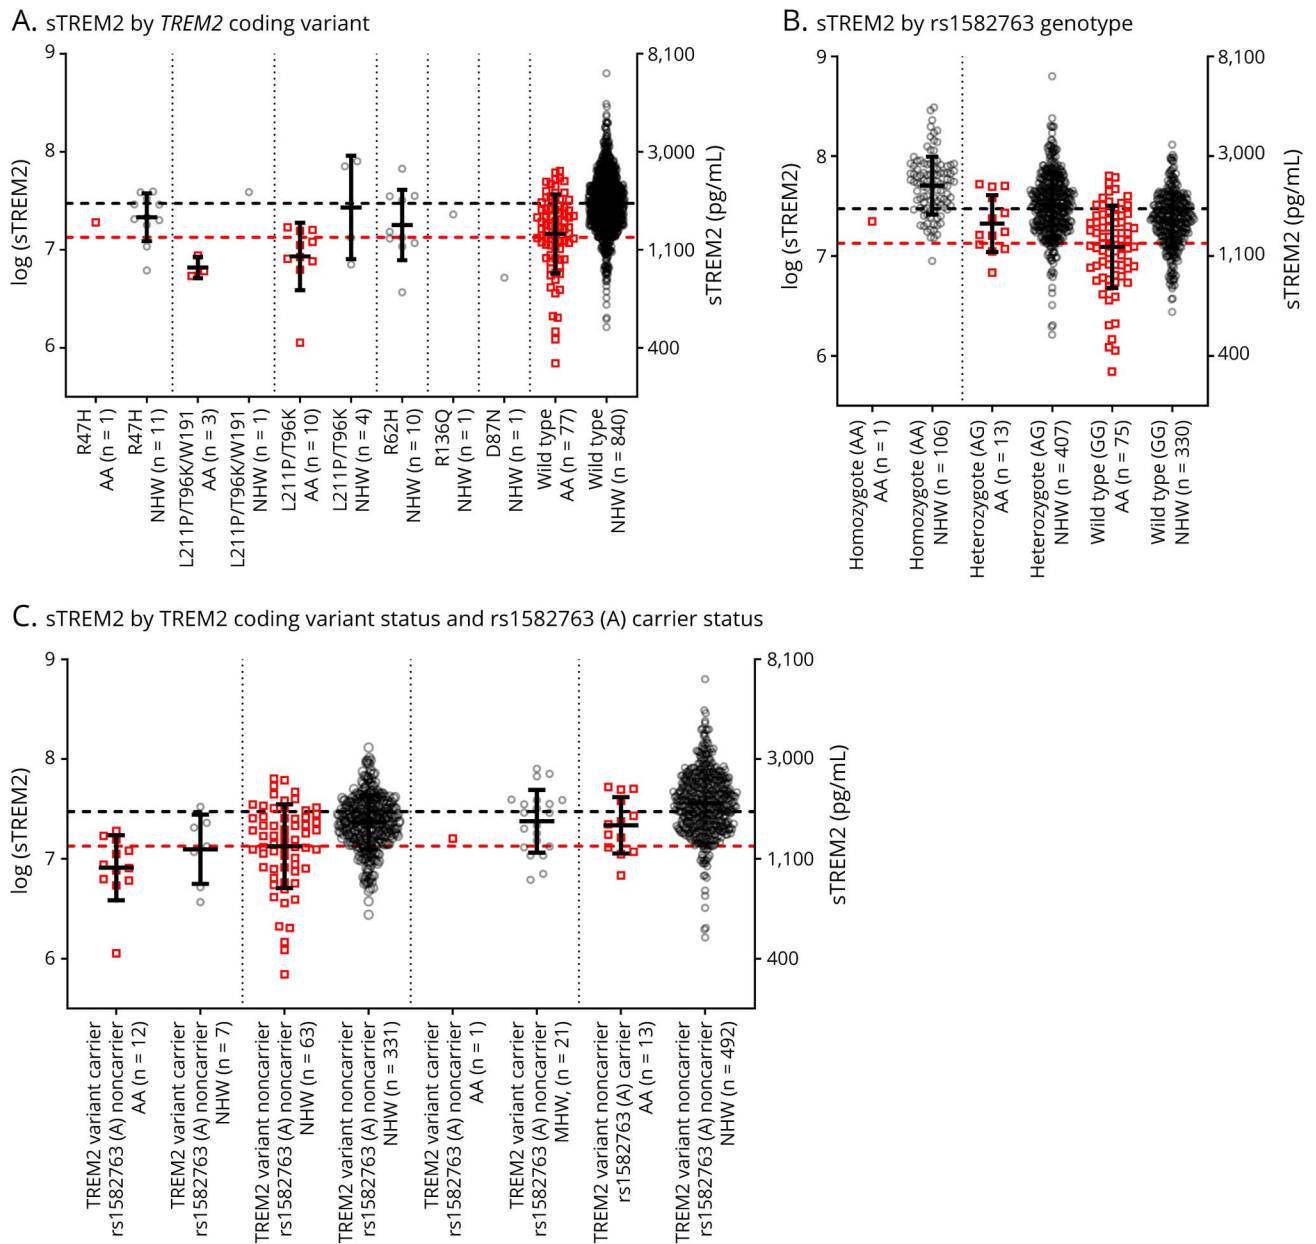 A. sTREM2 by TREM2 coding variant
9
8
7
6
log (sTREM2)
8,100
3,000
1,100
400
sTREM2 (pg/mL)
R47H
AA (n = 1)
R47H
NHW (n = 11)
L211P/T96K/W191
AA (n = 3)
L211P/T96K/W191
NHW (n = 1)
L211P/T96K
AA (n = 10)
L211P/T96K
NHW (n = 4)
R62H
NHW (n = 10)
R136Q
NHW (n = 1)
D87N
NHW (n = 1)
Wild type
AA (n = 77)
Wild type
NHW (n = 840)
B. sTREM2 by rs1582763 genotype
9
8
7
6
log (sTREM2)
8,100
3,000
1,100
400
sTREM2 (pg/mL)
Homozygote (AA)
AA (n = 1)
Homozygote (AA)
NHW (n = 106)
Heterozygote (AG)
AA (n = 13)
Heterozygote (AG)
NHW (n = 407)
Wild type (GG)
AA (n = 75)
Wild type (GG)
NHW (n = 330)
C. sTREM2 by TREM2 coding variant status and rs1582763 (A) carrier status
9
8
7
6
log (sTREM2)
8,100
3,000
1,100
400
sTREM2 (pg/mL)
TREM2 variant carrier
rs1582763 (A) noncarrier
AA (n = 12)
TREM2 variant carrier
rs1582763 (A) noncarrier
NHW (n = 7)
TREM2 variant noncarrier
rs1582763 (A) noncarrier
NHW (n = 63)
TREM2 variant noncarrier
rs1582763 (A) noncarrier
NHW (n = 331)
TREM2 variant carrier
rs1582763 (A) noncarrier
AA (n = 1)
TREM2 variant carrier
rs1582763 (A) noncarrier
MHW, (n = 21)
TREM2 variant noncarrier
rs1582763 (A) carrier
AA (n = 13)
TREM2 variant noncarrier
rs1582763 (A) noncarrier
NHW (n = 492)